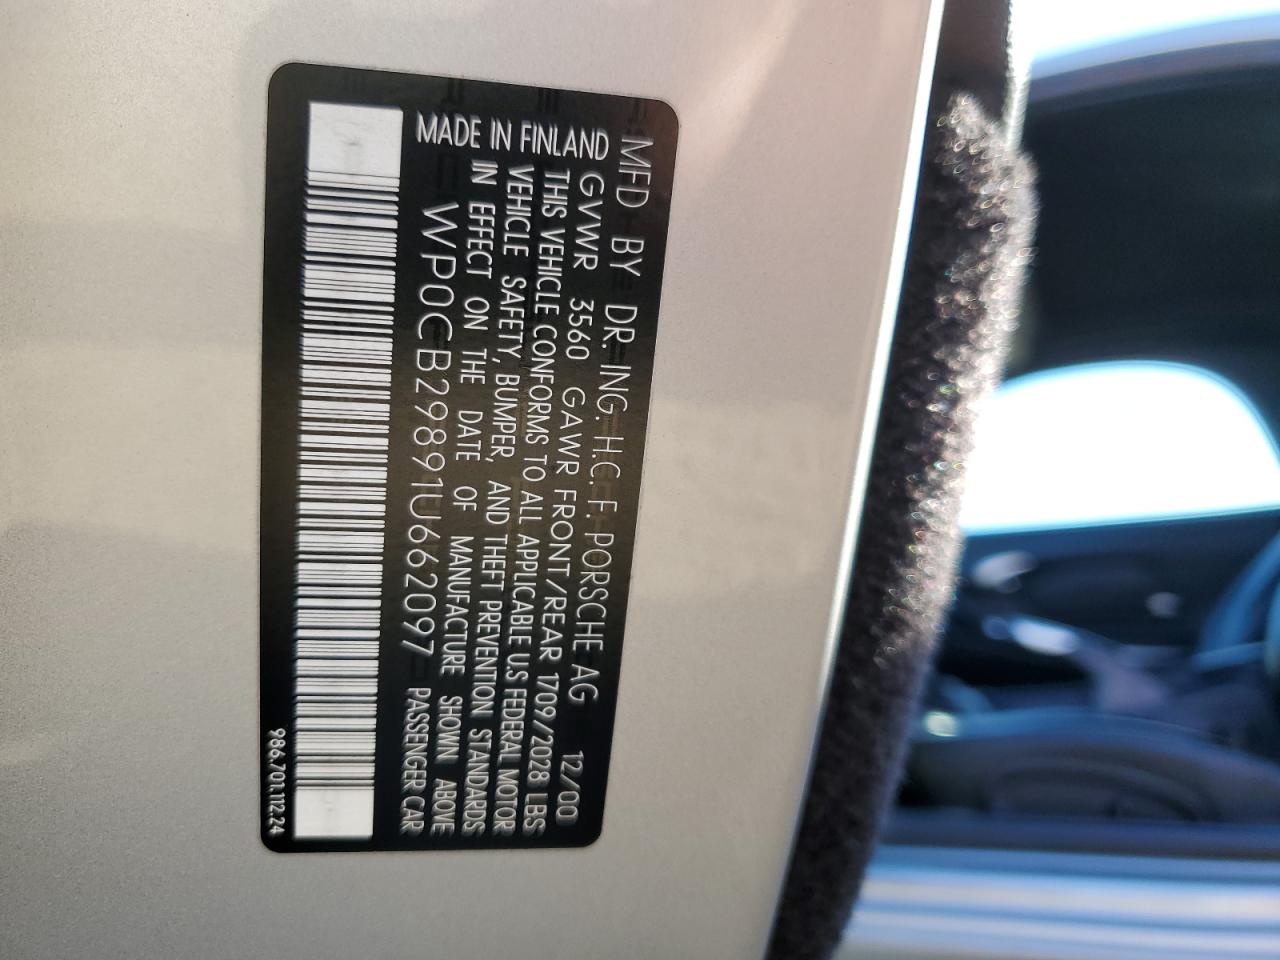 MFD BY DR. ING. H.C. F. PORSCHE AG 12/00
GVWR 3560 GAWR FRONT/REAR 1709/2028 LBS
THIS VEHICLE CONFORMS TO ALL APPLICABLE U.S FEDERAL MOTOR
VEHICLE SAFETY, BUMPER, AND THEFT PREVENTION STANDARDS
IN EFFECT ON THE DATE OF MANUFACTURE SHOWN ABOVE
MADE IN FINLAND
WP0CB29891U662097 PASSENGER CAR
986.701.112.24